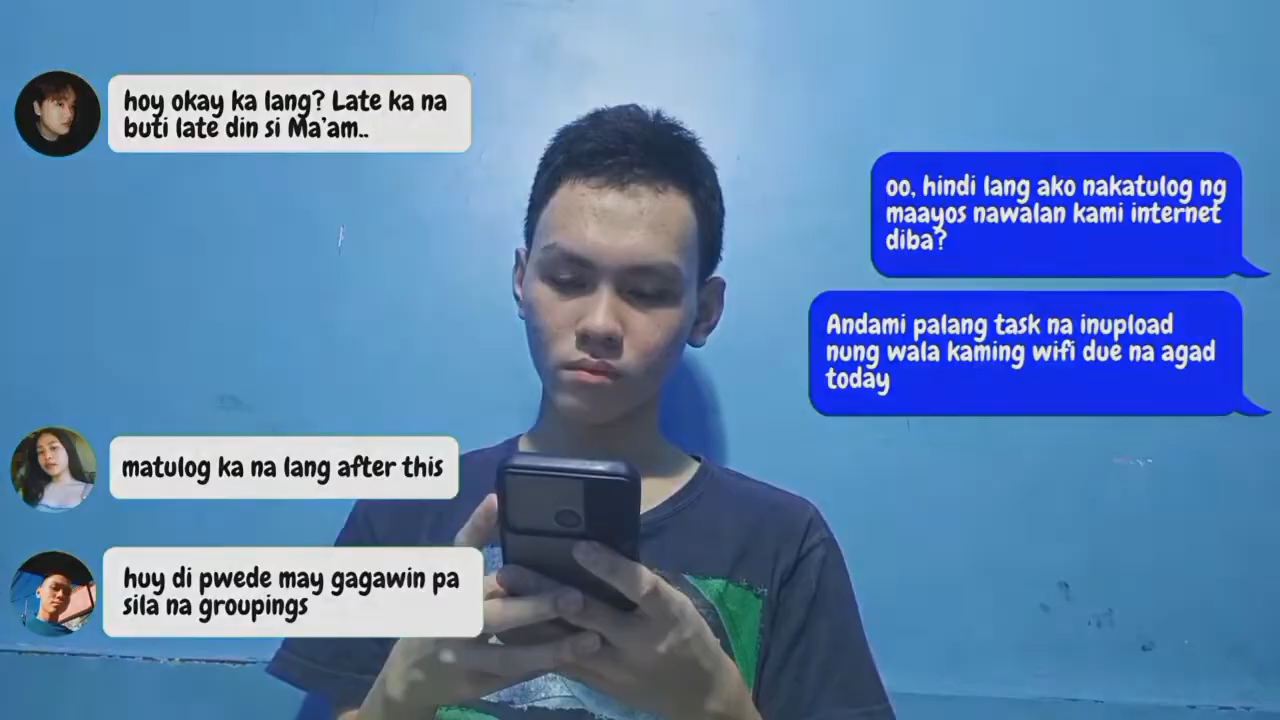 hoy okay ka lang? Late ka na
buti late din si Ma'am..
oo, hindi lang ako nakatulog ng
maayos nawalan kami internet
diba?
Andami palang task na inupload
nung wala kaming wifi due na agad
today
matulog ka na lang after this
huy di pwede may gagawin pa
sila na groupings